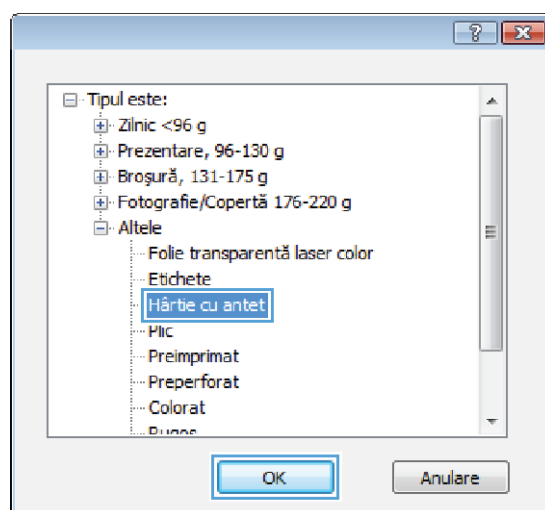 Tipul este:
Zilnic <96 g
Prezentare, 96-130 g
Broşură, 131-175 g
Fotografie/Copertă 176-220 g
Altele
Folie transparentă laser color
Etichete
Hârtie cu antet
Plic
Preimprimat
Preperforat
Colorat
Rugos
OK
Anulare